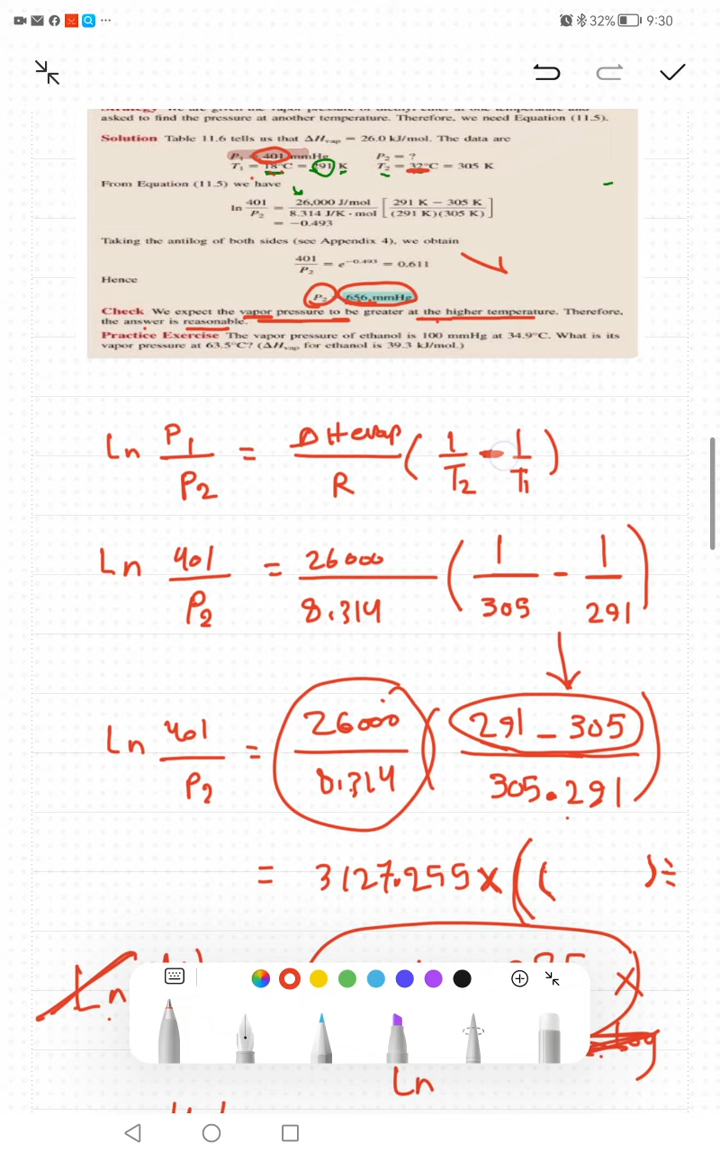 32% 9:30
asked to find the pressure at another temperature. Therefore, we need Equation (11.5).
Solution Table 11.6 tells us that ΔHvap = 26.0 kJ/mol. The data are
P1 = 401 mmHg P2 = ?
T1 = 18°C = 291 K T2 = 32°C = 305 K
From Equation (11.5) we have
ln 401/P2 = 26,000 J/mol / 8.314 J/K · mol [ 291 K − 305 K / (291 K)(305 K) ]
= −0.493
Taking the antilog of both sides (see Appendix 4), we obtain
401/P2 = e^−0.493 = 0.611
Hence
P2 = 656 mmHg
Check We expect the vapor pressure to be greater at the higher temperature. Therefore,
the answer is reasonable.
Practice Exercise The vapor pressure of ethanol is 100 mmHg at 34.9°C. What is its
vapor pressure at 63.5°C? (ΔHvap for ethanol is 39.3 kJ/mol.)
Ln P1/P2 = ΔHevap/R ( 1/T2 - 1/T1 )
Ln 401/P2 = 26000/8.314 ( 1/305 - 1/291 )
Ln 401/P2 = 26000/8.314 ( 291 - 305 / 305.291 )
= 3127.255 x (( ) ÷
Ln x
Ln